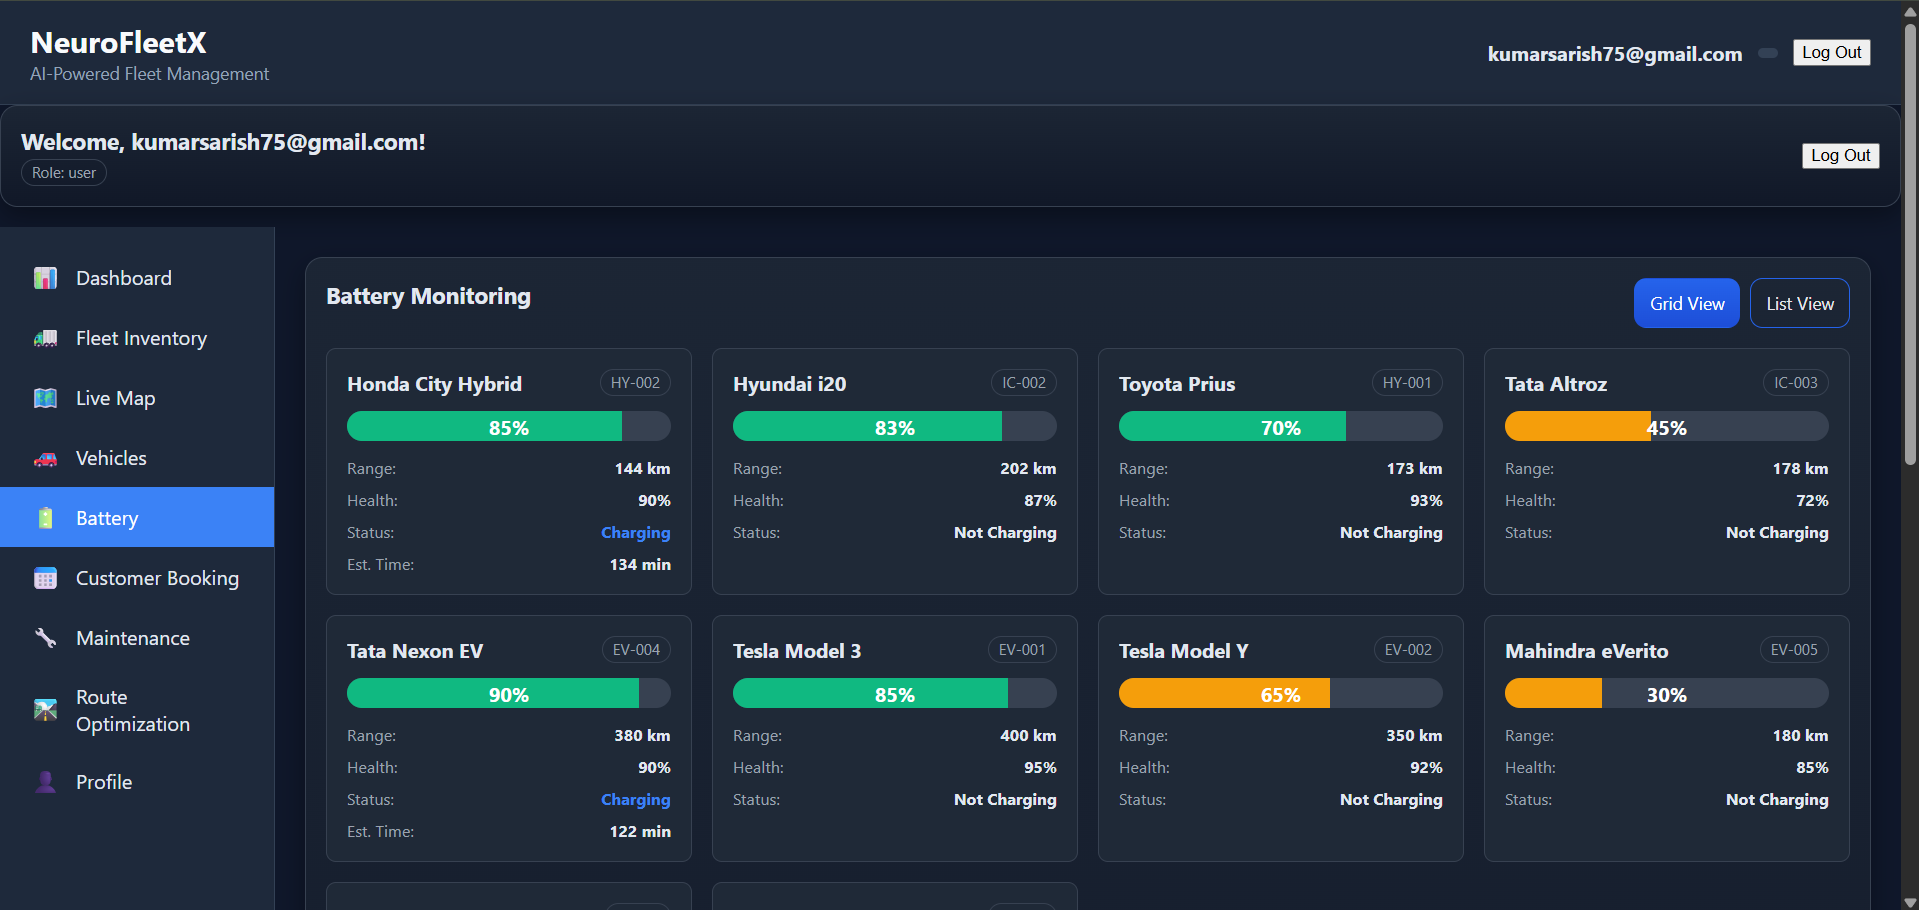 NeuroFleetX
AI-Powered Fleet Management
kumarsarish75@gmail.com
Log Out
Welcome, kumarsarish75@gmail.com!
Role: user
Log Out
Dashboard
Fleet Inventory
Live Map
Vehicles
Battery
Customer Booking
Maintenance
Route
Optimization
Profile
Battery Monitoring
Grid View
List View
Honda City Hybrid HY-002
85%
Range: 144 km
Health: 90%
Status: Charging
Est. Time: 134 min
Hyundai i20 IC-002
83%
Range: 202 km
Health: 87%
Status: Not Charging
Toyota Prius HY-001
70%
Range: 173 km
Health: 93%
Status: Not Charging
Tata Altroz IC-003
45%
Range: 178 km
Health: 72%
Status: Not Charging
Tata Nexon EV EV-004
90%
Range: 380 km
Health: 90%
Status: Charging
Est. Time: 122 min
Tesla Model 3 EV-001
85%
Range: 400 km
Health: 95%
Status: Not Charging
Tesla Model Y EV-002
65%
Range: 350 km
Health: 92%
Status: Not Charging
Mahindra eVerito EV-005
30%
Range: 180 km
Health: 85%
Status: Not Charging